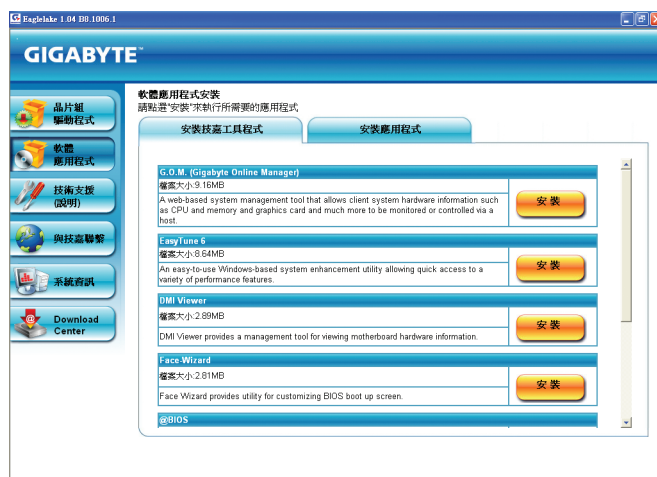 Eaglelake 1.04 B8.1006.1
GIGABYTE™
晶片組
驅動程式
軟體
應用程式
技術支援
(說明)
與技嘉聯繫
系統資訊
Download
Center
軟體應用程式安裝
請點選"安裝"來執行所需要的應用程式
安裝技嘉工具程式
安裝應用程式
G.O.M. (Gigabyte Online Manager)
檔案大小:9.16MB
A web-based system management tool that allows client system hardware information such
as CPU and memory and graphics card and much more to be monitored or controlled via a
host.
安裝
EasyTune 6
檔案大小:8.64MB
An easy-to-use Windows-based system enhancement utility allowing quick access to a
variety of performance features.
安裝
DMI Viewer
檔案大小:2.89MB
DMI Viewer provides a management tool for viewing motherboard hardware information.
安裝
Face-Wizard
檔案大小:2.81MB
Face Wizard provides utility for customizing BIOS boot up screen.
安裝
@BIOS